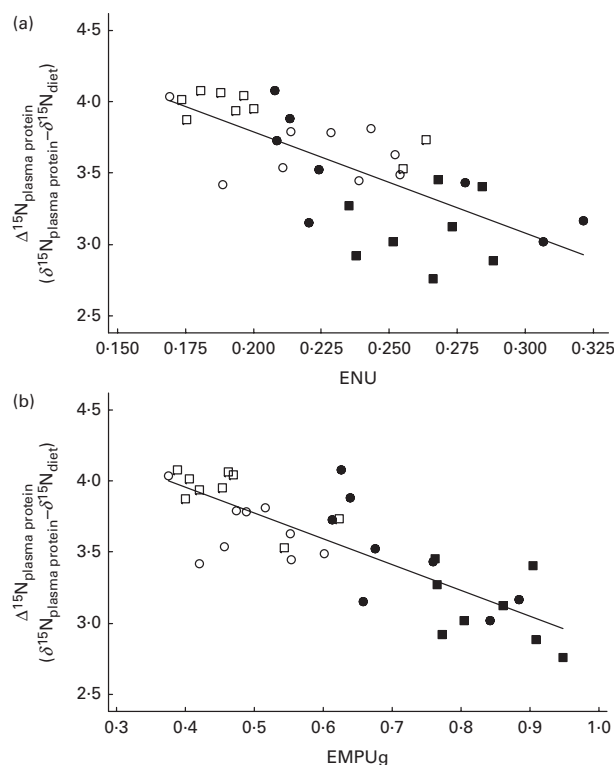 (a)
4·5
4·0
3·5
3·0
2·5
Δ15Nplasma protein
(δ15Nplasma protein–δ15Ndiet)
0·150 0·175 0·200 0·225 0·250 0·275 0·300 0·325
ENU
(b)
4·5
4·0
3·5
3·0
2·5
Δ15Nplasma protein
(δ15Nplasma protein–δ15Ndiet)
0·3 0·4 0·5 0·6 0·7 0·8 0·9 1·0
EMPUg